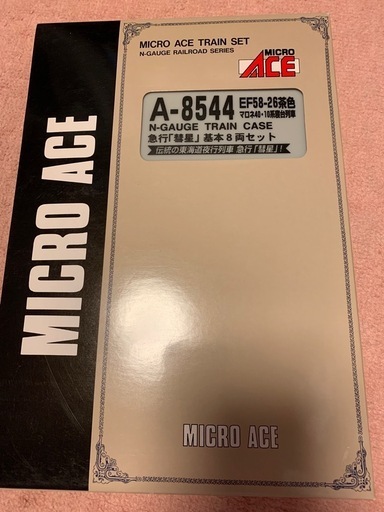 MICRO ACE TRAIN SET
N-GAUGE RAILROAD SERIES
MICRO
ACE
A-8544
EF58-26茶色
マロネ40・10系寝台列車
N-GAUGE TRAIN CASE
急行「彗星」基本8両セット
伝統の東海道夜行列車 急行「彗星」!
MICRO ACE
MICRO ACE